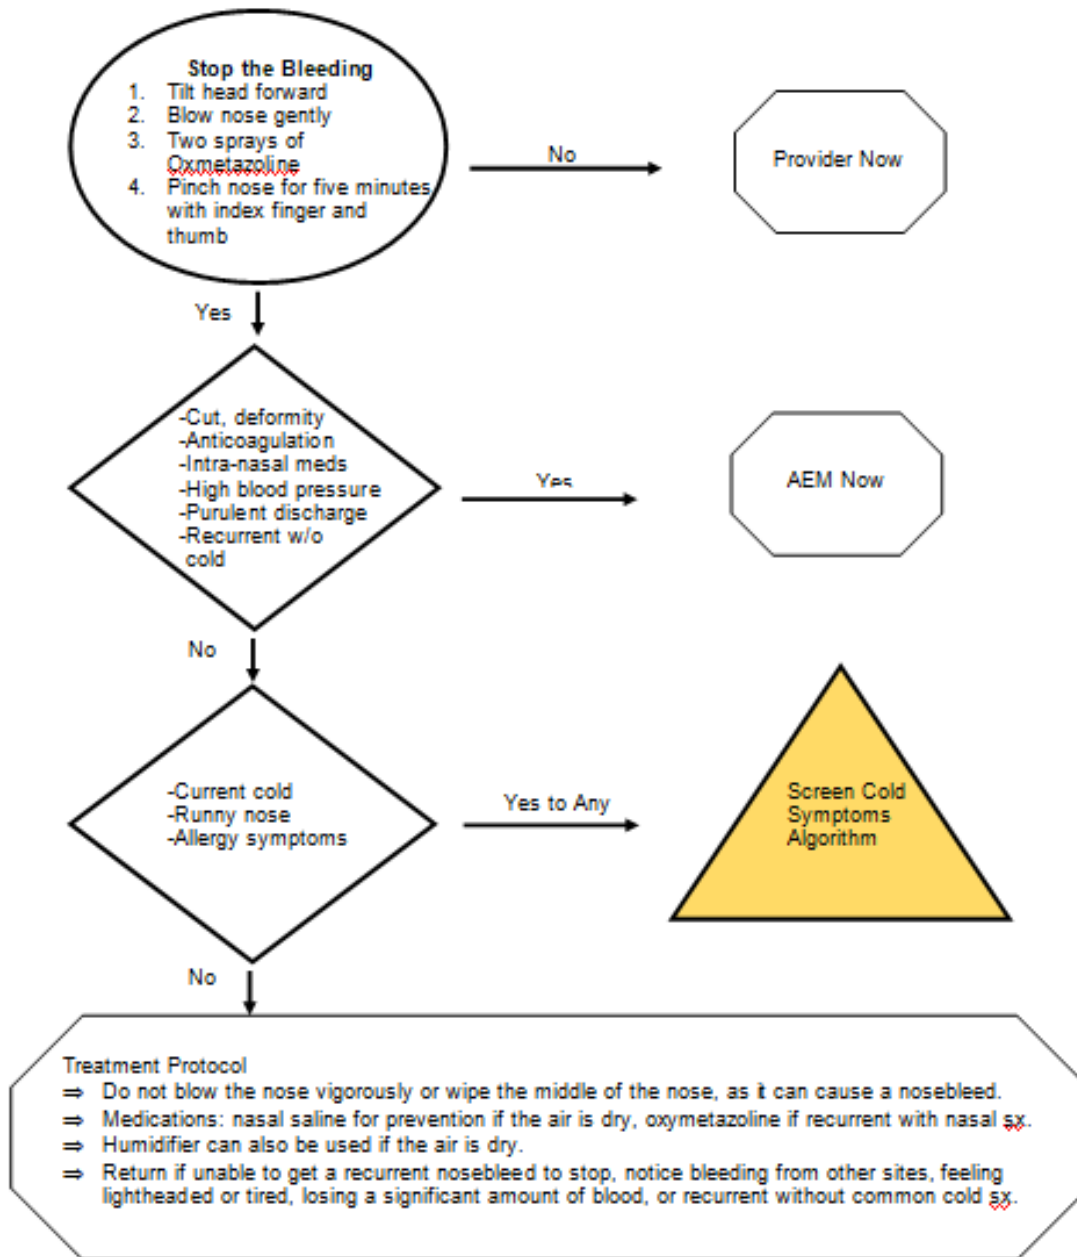 Stop the Bleeding
1. Tilt head forward
2. Blow nose gently
3. Two sprays of
Oxmetazoline
4. Pinch nose for five minutes
with index finger and
thumb
No
Provider Now
Yes
-Cut, deformity
-Anticoagulation
-Intra-nasal meds
-High blood pressure
-Purulent discharge
-Recurrent w/o
cold
Yes
AEM Now
No
-Current cold
-Runny nose
-Allergy symptoms
Yes to Any
Screen Cold
Symptoms
Algorithm
No
Treatment Protocol
⇒ Do not blow the nose vigorously or wipe the middle of the nose, as it can cause a nosebleed.
⇒ Medications: nasal saline for prevention if the air is dry, oxymetazoline if recurrent with nasal sx.
⇒ Humidifier can also be used if the air is dry.
⇒ Return if unable to get a recurrent nosebleed to stop, notice bleeding from other sites, feeling
lightheaded or tired, losing a significant amount of blood, or recurrent without common cold sx.